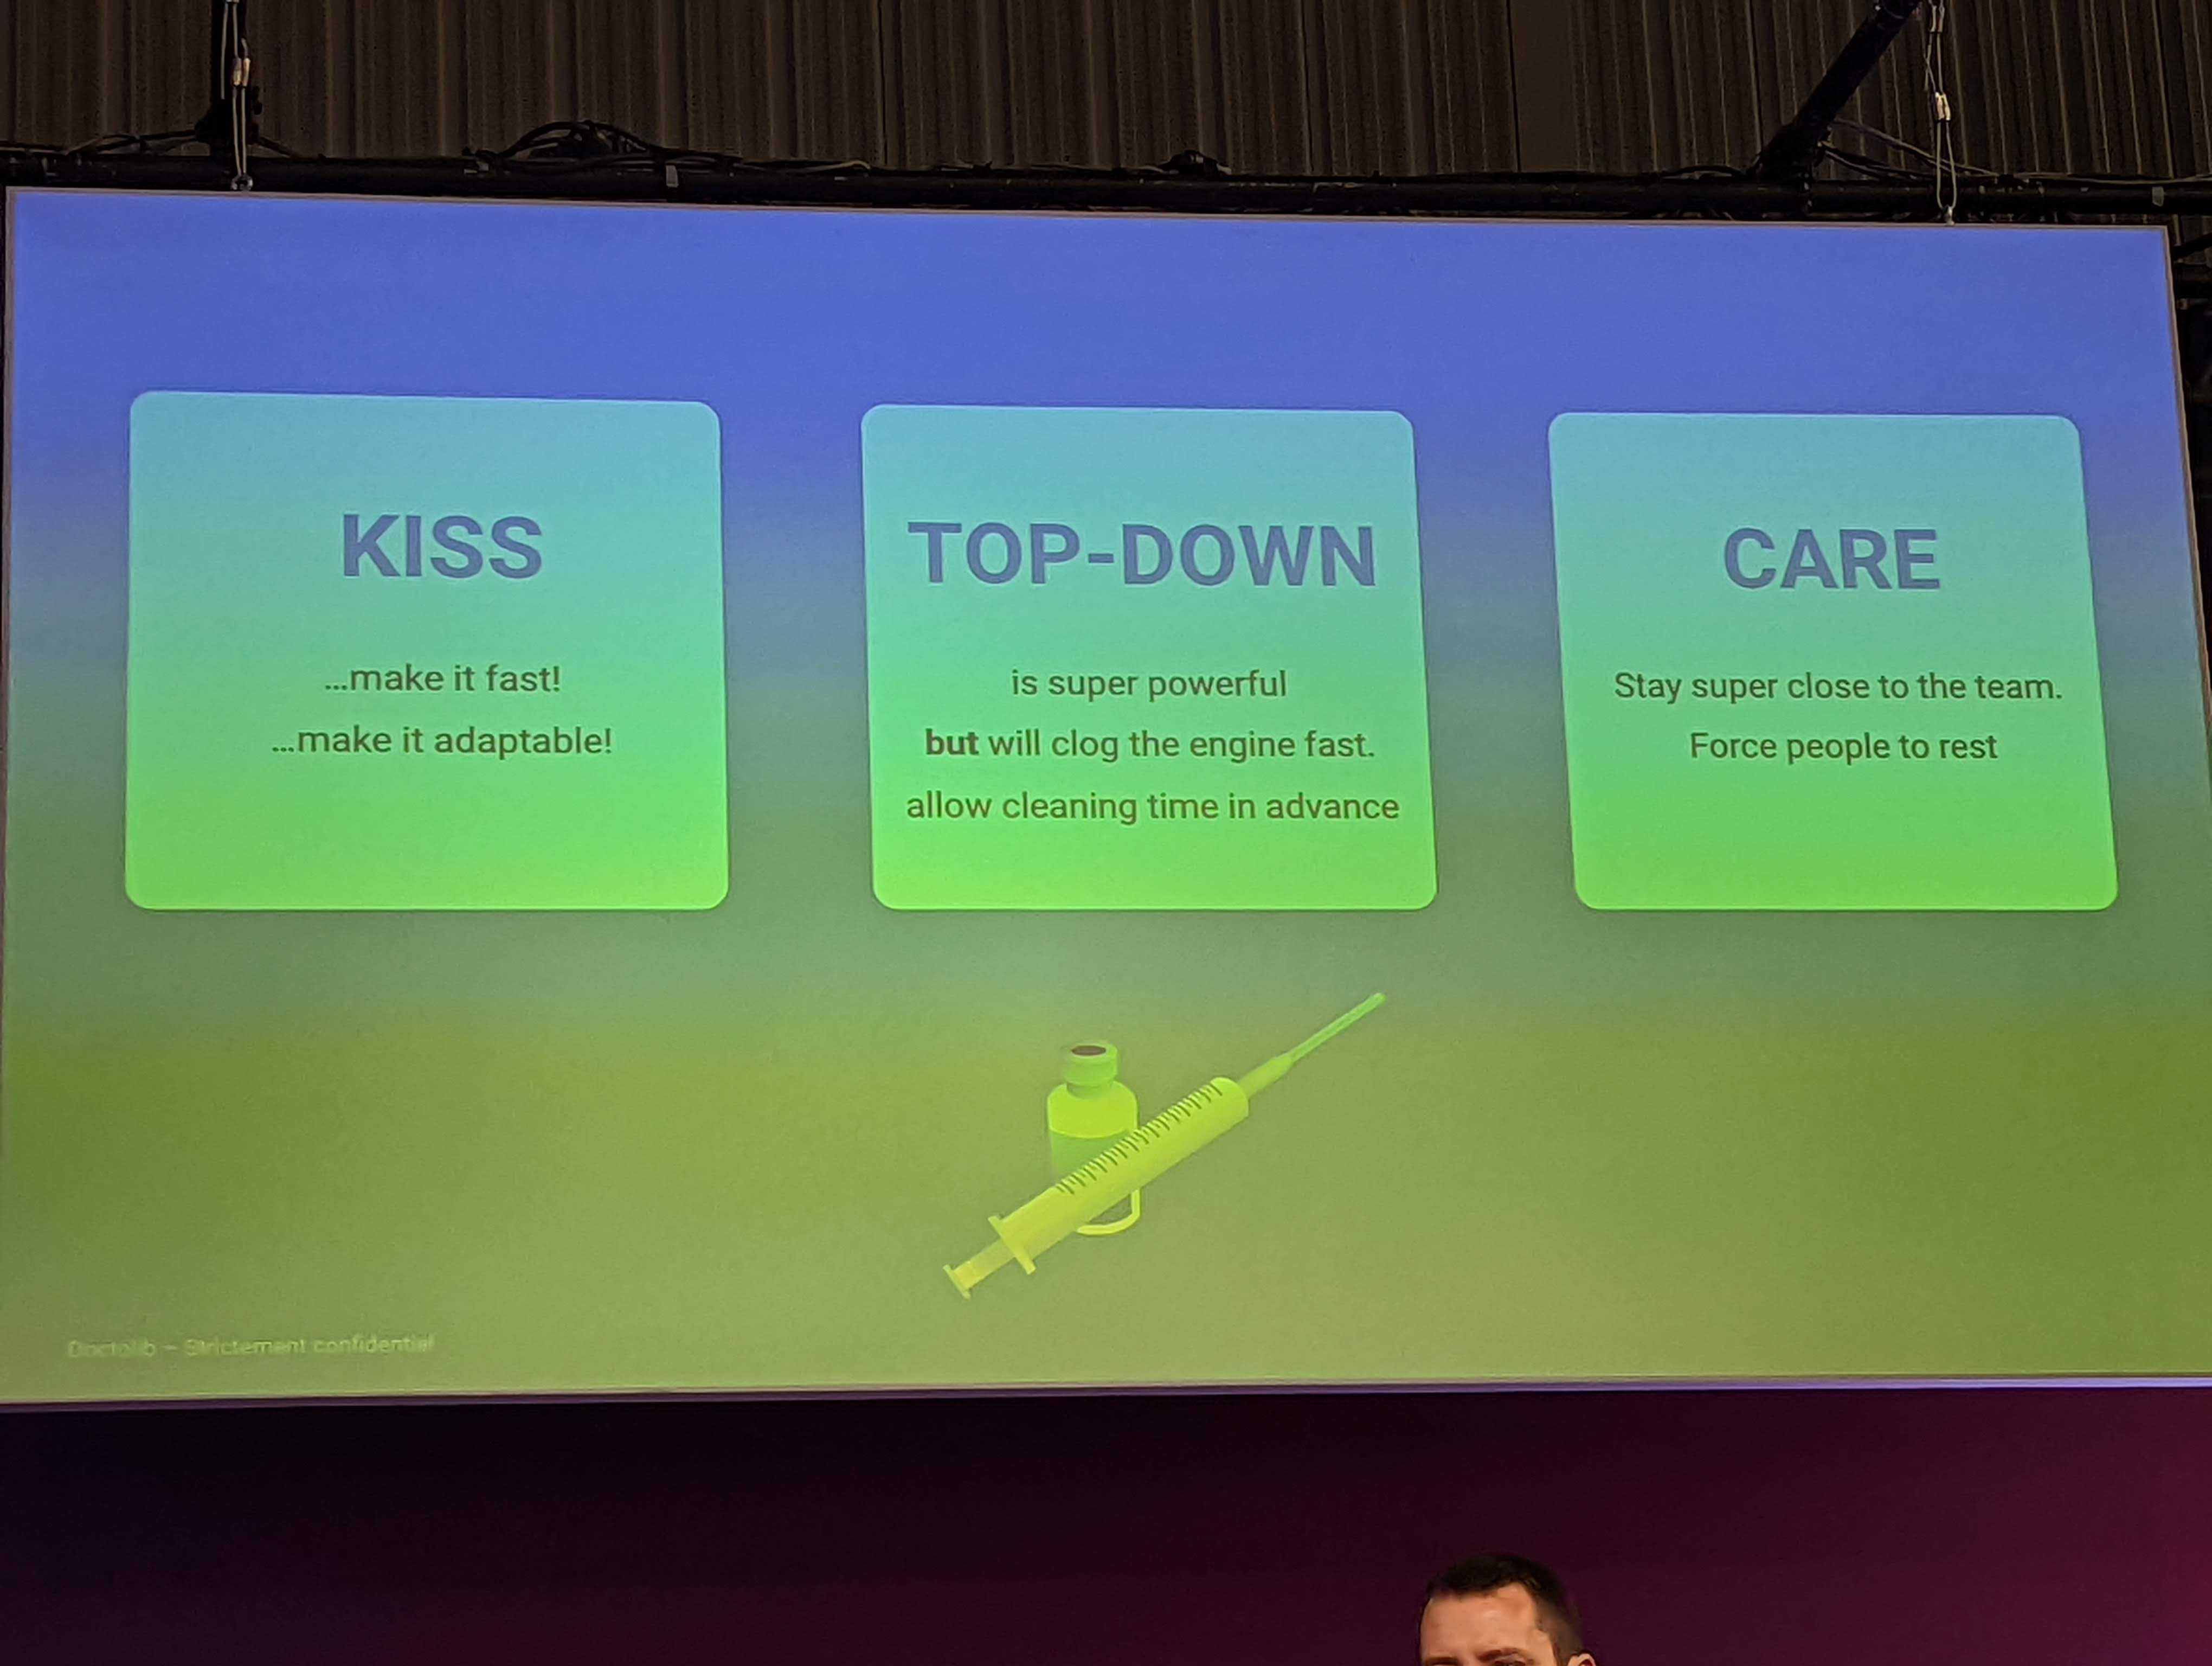 KISS
...make it fast!
...make it adaptable!
TOP-DOWN
is super powerful
but will clog the engine fast.
allow cleaning time in advance
CARE
Stay super close to the team.
Force people to rest
Doctolib – Strictement confidentiel